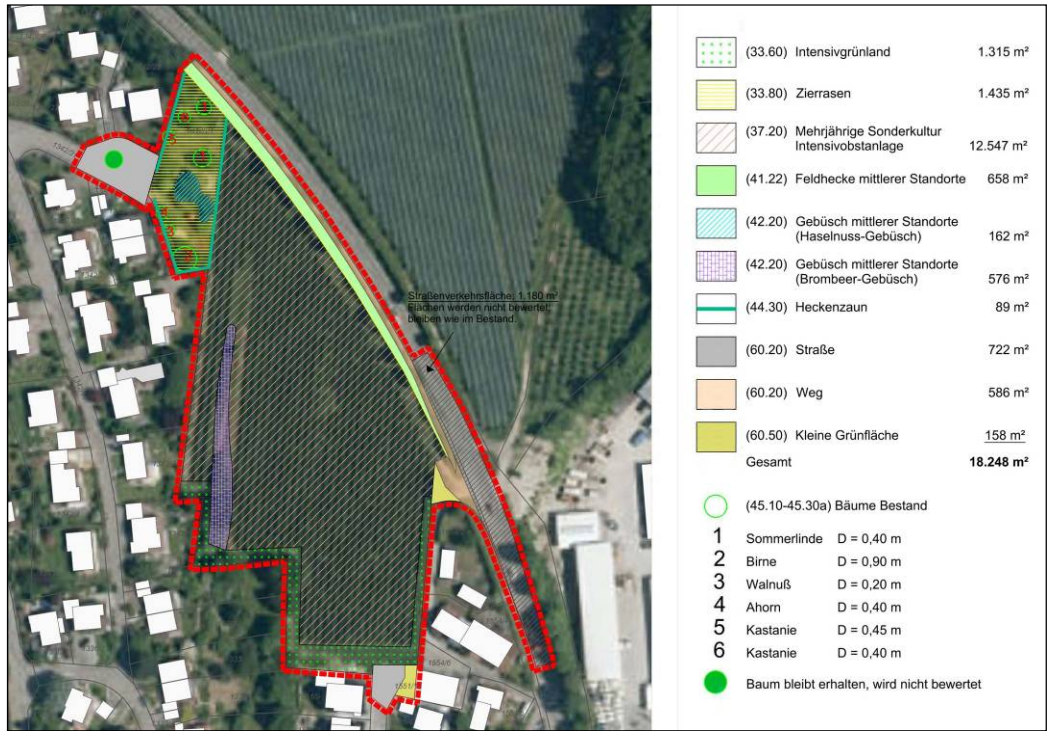 Straßenverkehrsfläche, 1.180 m²
Flächen werden nicht bewertet,
bleiben wie im Bestand.
1554/6
(33.60) Intensivgrünland 1.315 m²
(33.80) Zierrasen 1.435 m²
(37.20) Mehrjährige Sonderkultur
Intensivobstanlage 12.547 m²
(41.22) Feldhecke mittlerer Standorte 658 m²
(42.20) Gebüsch mittlerer Standorte
(Haselnuss-Gebüsch) 162 m²
(42.20) Gebüsch mittlerer Standorte
(Brombeer-Gebüsch) 576 m²
(44.30) Heckenzaun 89 m²
(60.20) Straße 722 m²
(60.20) Weg 586 m²
(60.50) Kleine Grünfläche 158 m²
Gesamt 18.248 m²
(45.10-45.30a) Bäume Bestand
1 Sommerlinde D = 0,40 m
2 Birne D = 0,90 m
3 Walnuß D = 0,20 m
4 Ahorn D = 0,40 m
5 Kastanie D = 0,45 m
6 Kastanie D = 0,40 m
Baum bleibt erhalten, wird nicht bewertet